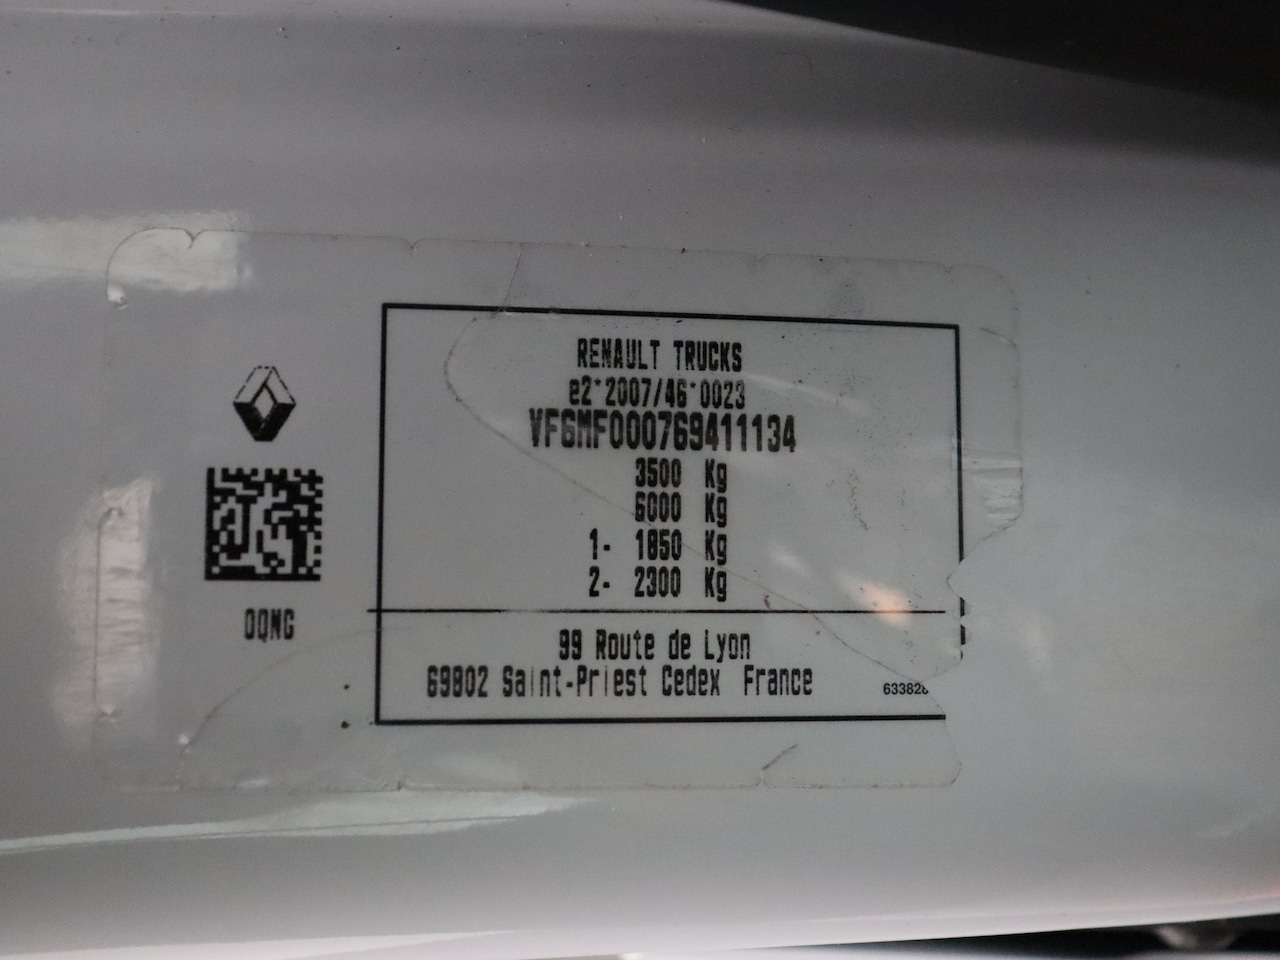 RENAULT TRUCKS
e2*2007/46*0023
VF6MF000769411134
3500 Kg
6000 Kg
1- 1850 Kg
2- 2300 Kg
OQNG
99 Route de Lyon
69802 Saint-Priest Cedex France